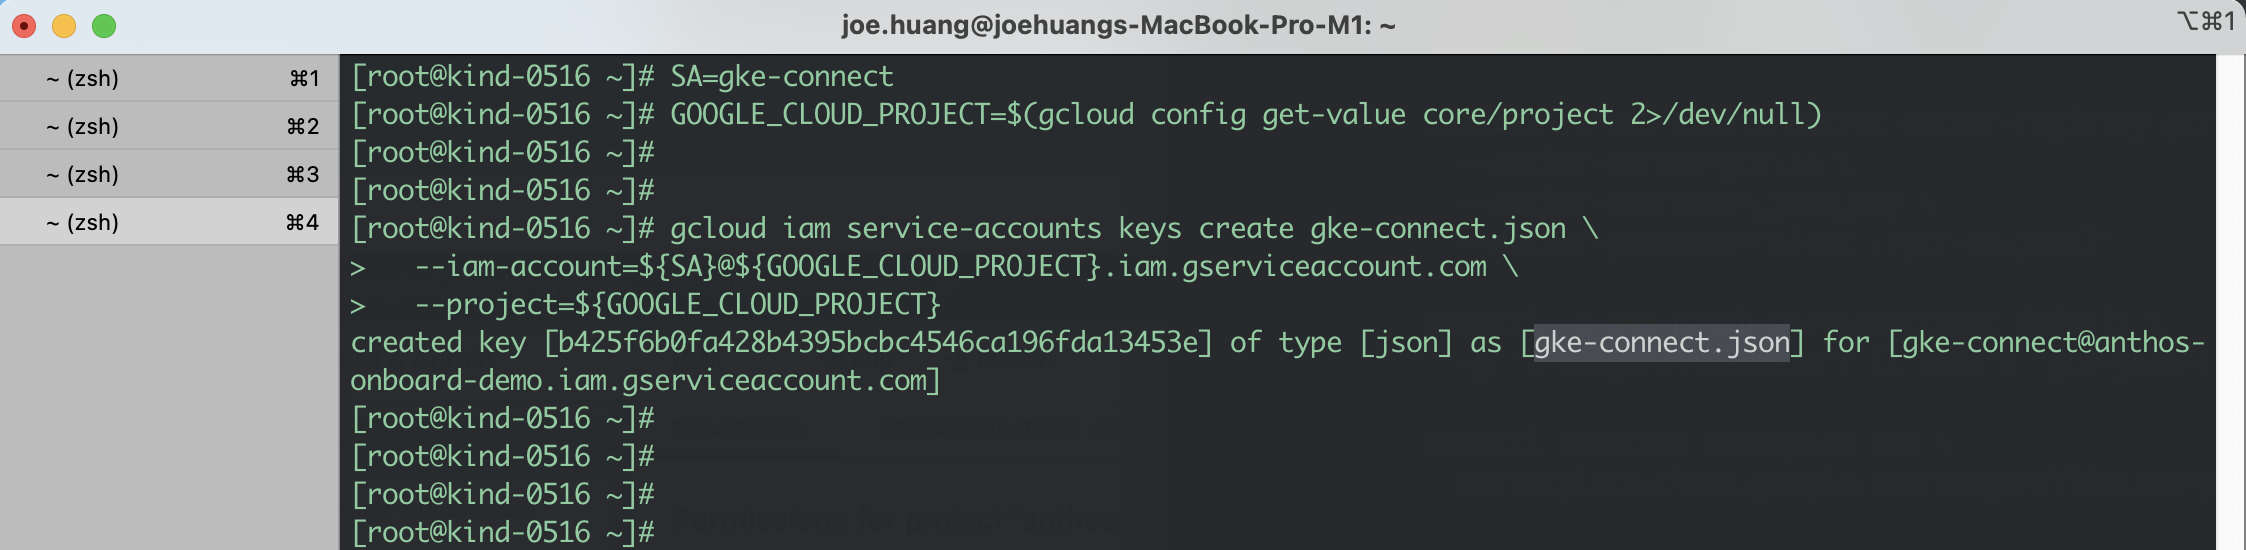 joe.huang@joehuangs-MacBook-Pro-M1: ~
⌥⌘1
~ (zsh) ⌘1
~ (zsh) ⌘2
~ (zsh) ⌘3
~ (zsh) ⌘4
[root@kind-0516 ~]# SA=gke-connect
[root@kind-0516 ~]# GOOGLE_CLOUD_PROJECT=$(gcloud config get-value core/project 2>/dev/null)
[root@kind-0516 ~]#
[root@kind-0516 ~]#
[root@kind-0516 ~]# gcloud iam service-accounts keys create gke-connect.json \
>   --iam-account=${SA}@${GOOGLE_CLOUD_PROJECT}.iam.gserviceaccount.com \
>   --project=${GOOGLE_CLOUD_PROJECT}
created key [b425f6b0fa428b4395bcbc4546ca196fda13453e] of type [json] as [gke-connect.json] for [gke-connect@anthos-
onboard-demo.iam.gserviceaccount.com]
[root@kind-0516 ~]#
[root@kind-0516 ~]#
[root@kind-0516 ~]#
[root@kind-0516 ~]#